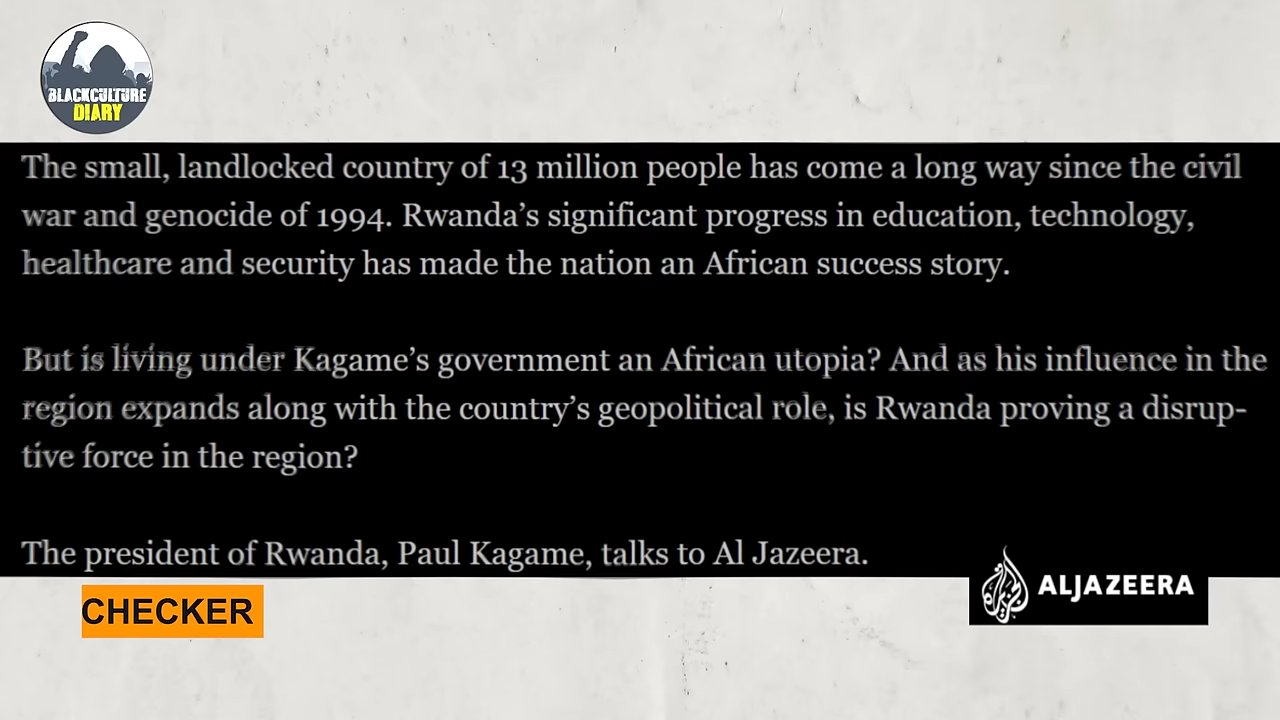 BLACKCULTURE
DIARY
The small, landlocked country of 13 million people has come a long way since the civil
war and genocide of 1994. Rwanda’s significant progress in education, technology,
healthcare and security has made the nation an African success story.
But is living under Kagame’s government an African utopia? And as his influence in the
region expands along with the country’s geopolitical role, is Rwanda proving a disrup-
tive force in the region?
The president of Rwanda, Paul Kagame, talks to Al Jazeera.
CHECKER
ALJAZEERA